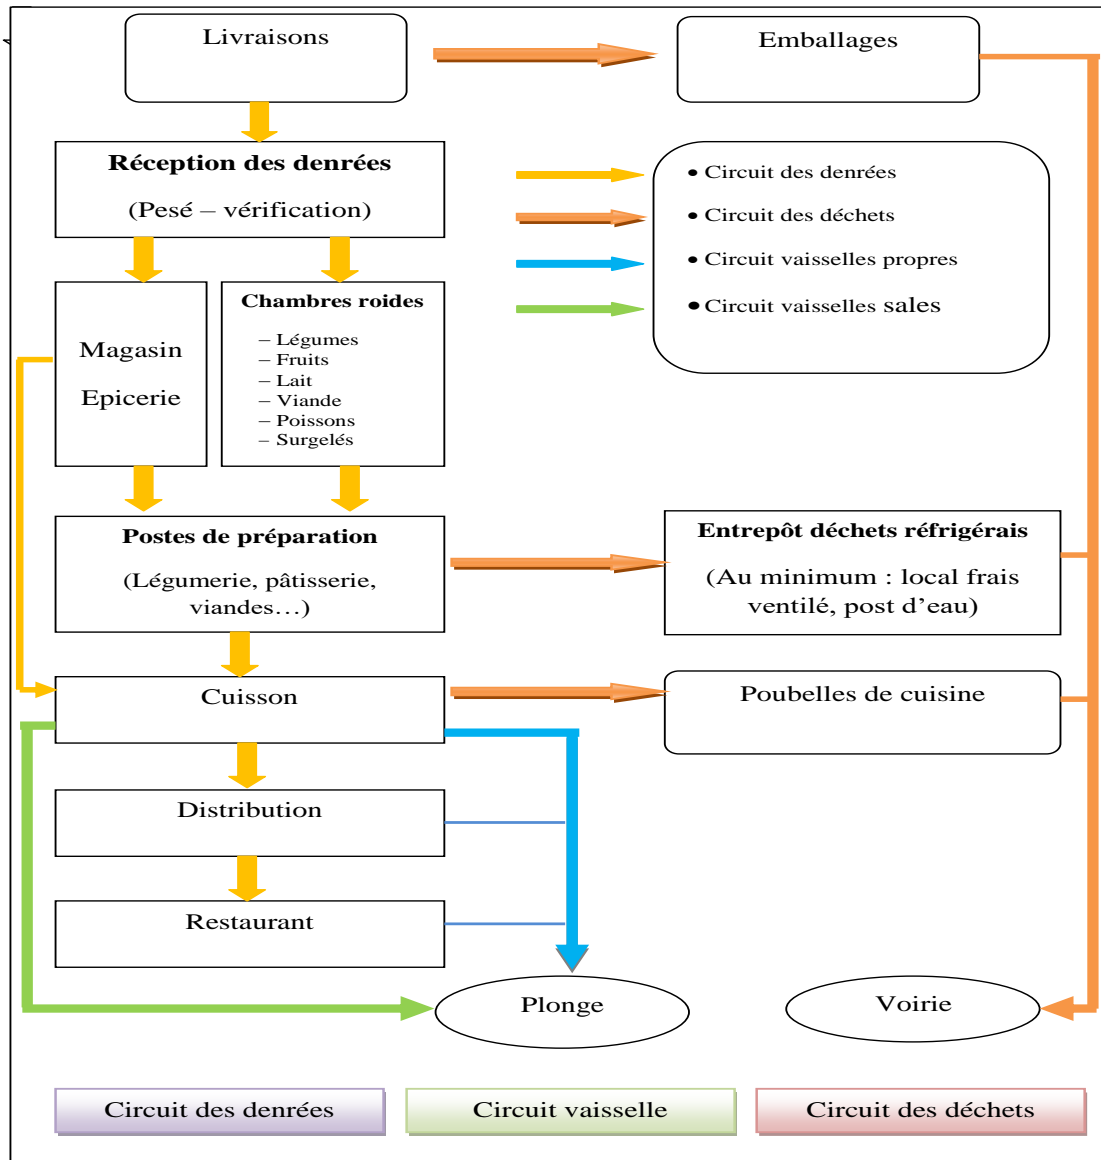 Livraisons
Emballages
Réception des denrées
(Pesé – vérification)
• Circuit des denrées
• Circuit des déchets
• Circuit vaisselles propres
• Circuit vaisselles sales
Magasin
Epicerie
Chambres roides
– Légumes
– Fruits
– Lait
– Viande
– Poissons
– Surgelés
Postes de préparation
(Légumerie, pâtisserie,
viandes…)
Entrepôt déchets réfrigérais
(Au minimum : local frais
ventilé, post d’eau)
Cuisson
Poubelles de cuisine
Distribution
Restaurant
Plonge
Voirie
Circuit des denrées
Circuit vaisselle
Circuit des déchets